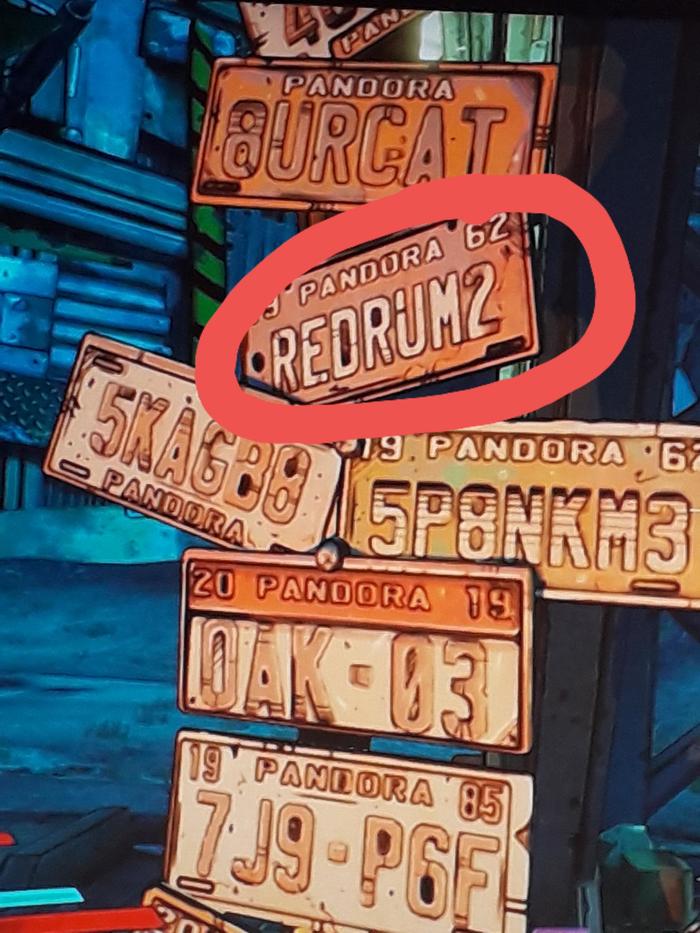 PANDORA
8URCAT
9 PANDORA 62
REDRUM2
5KAGB8
PANDORA
19 PANDORA 62
5P8NKM3
20 PANDORA 19
OAK-03
19 PANDORA 85
7J9-P6F